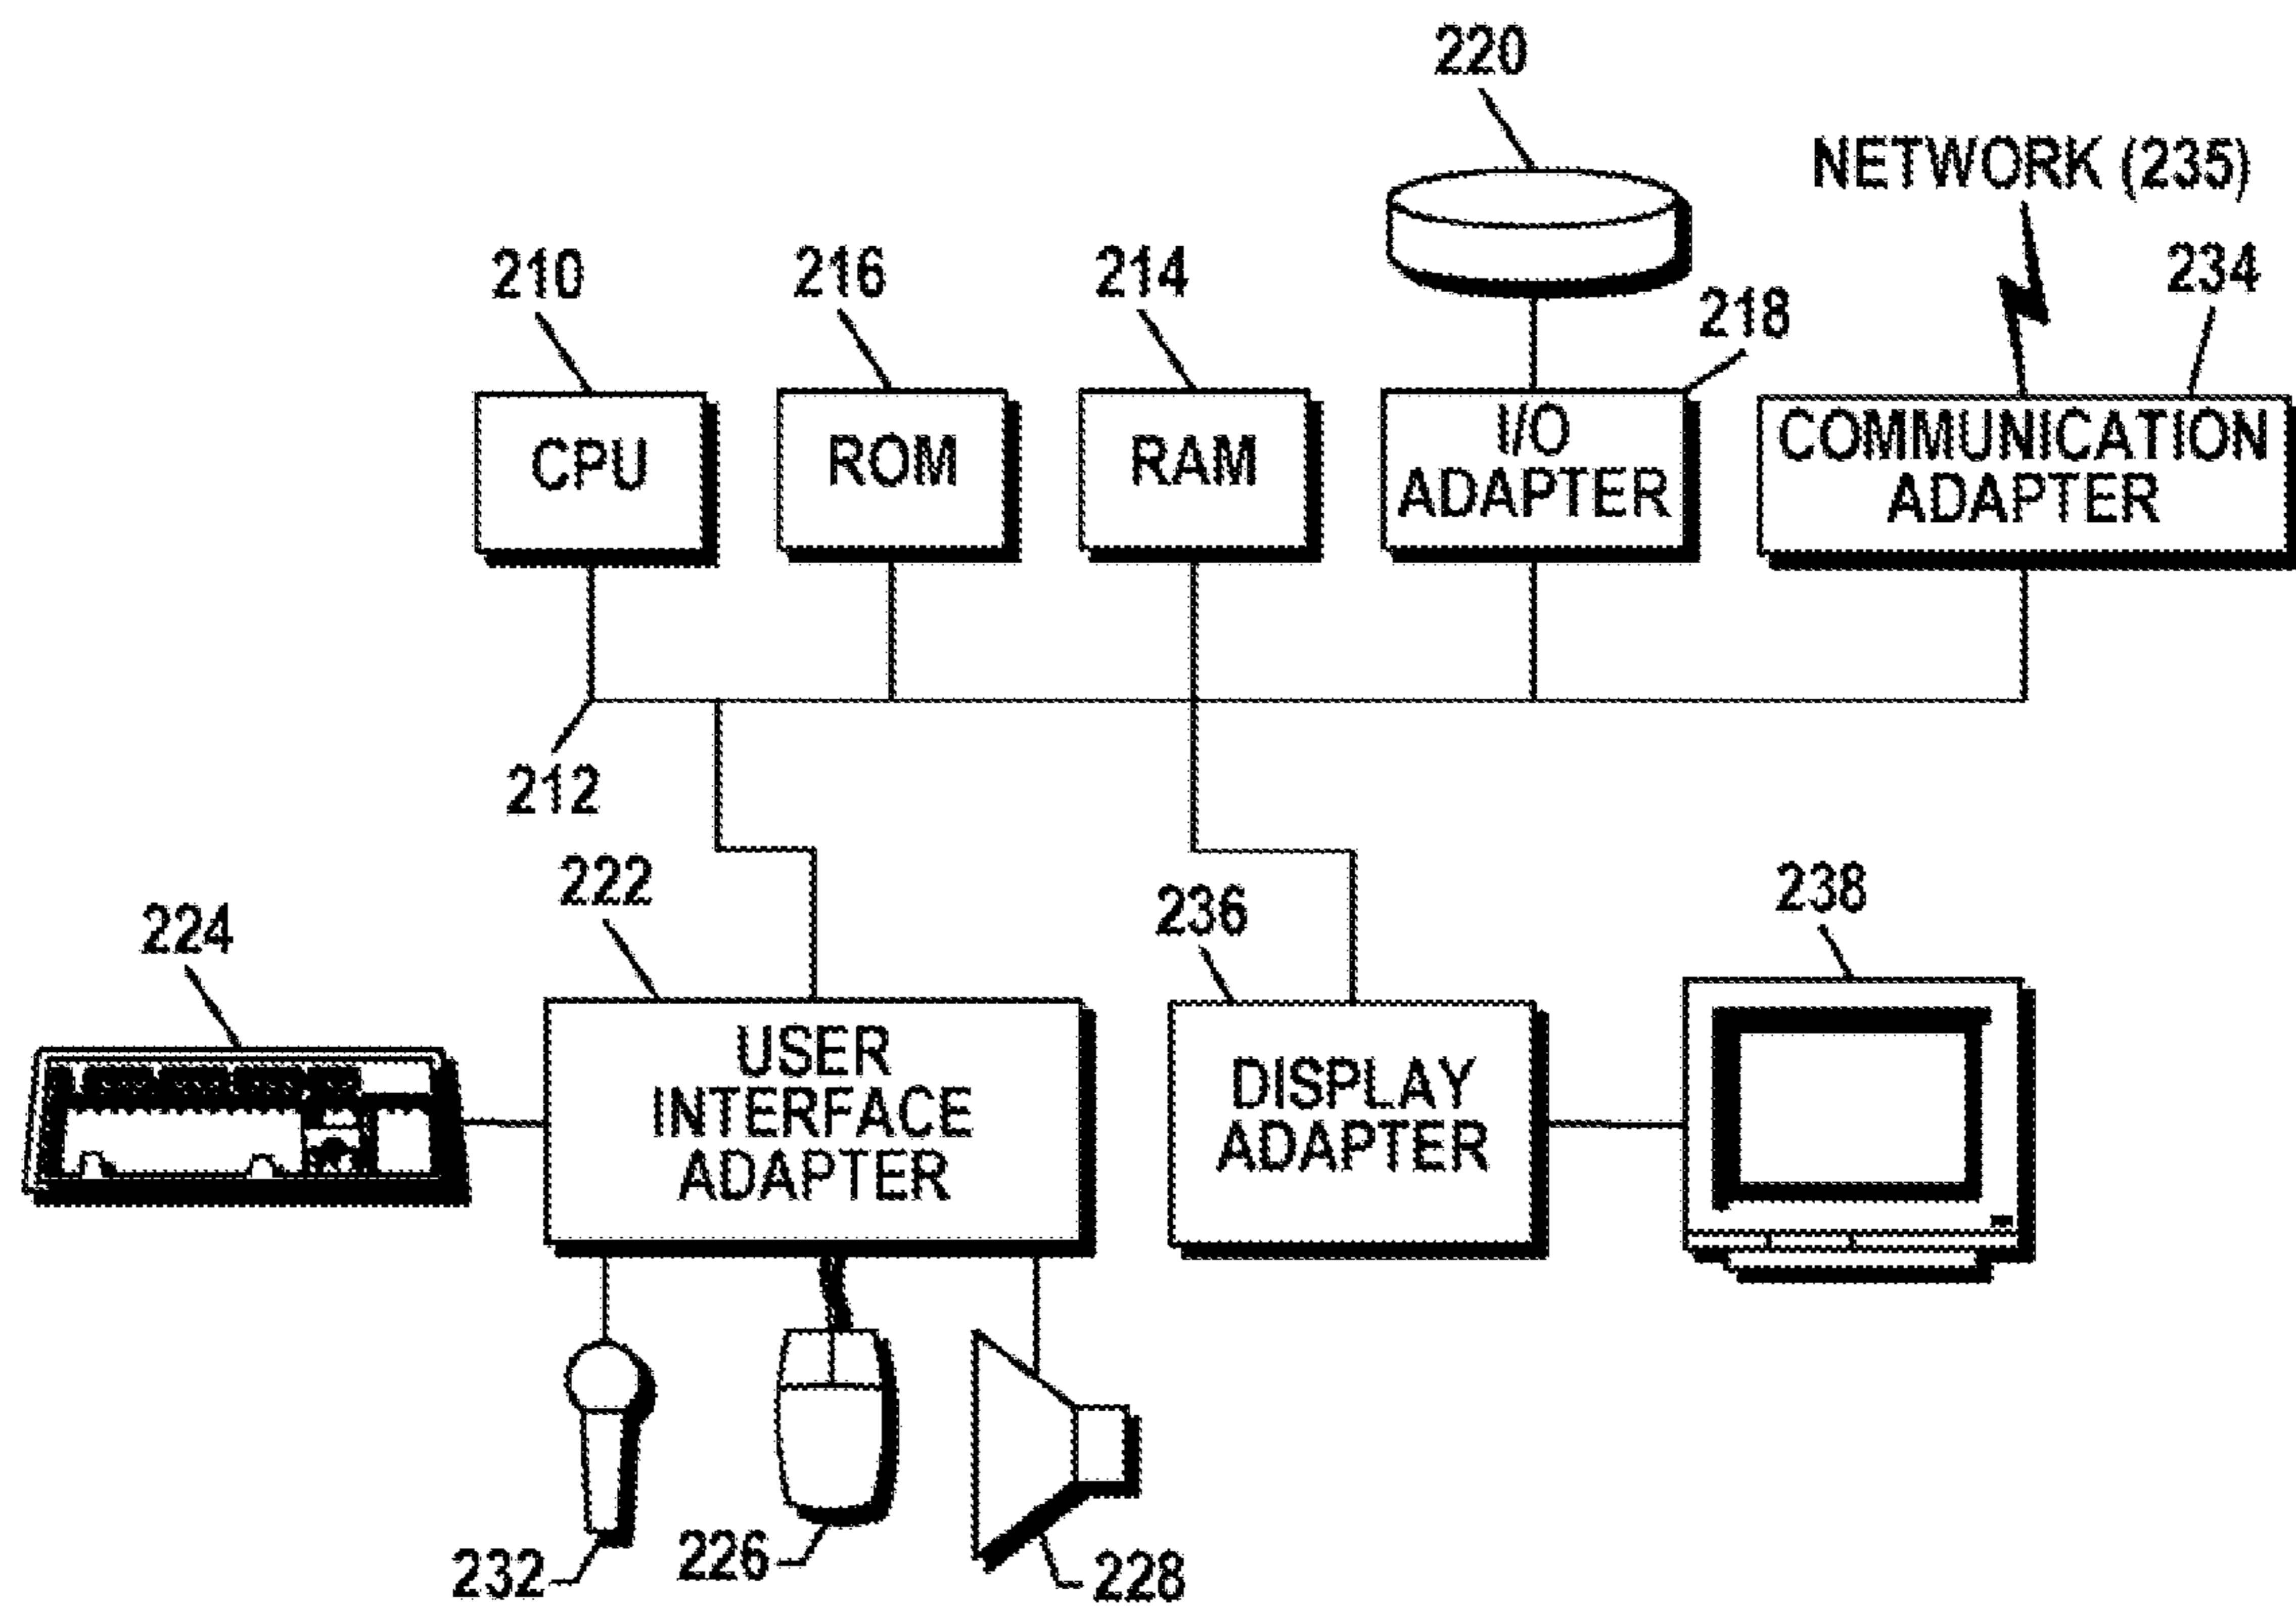 220
NETWORK (235)
210
216
214
218
234
CPU
ROM
RAM
I/O
ADAPTER
COMMUNICATION
ADAPTER
212
222
236
238
224
USER
INTERFACE
ADAPTER
DISPLAY
ADAPTER
232
226
228